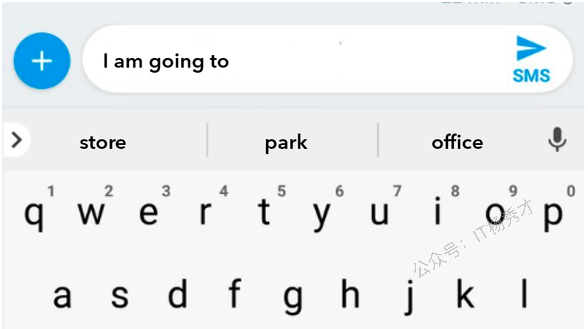 I am going to
SMS
store park office
1 2 3 4 5 6 7 8 9 0
q w e r t y u i o p
公众号：IT杨秀才
a s d f g h j k l